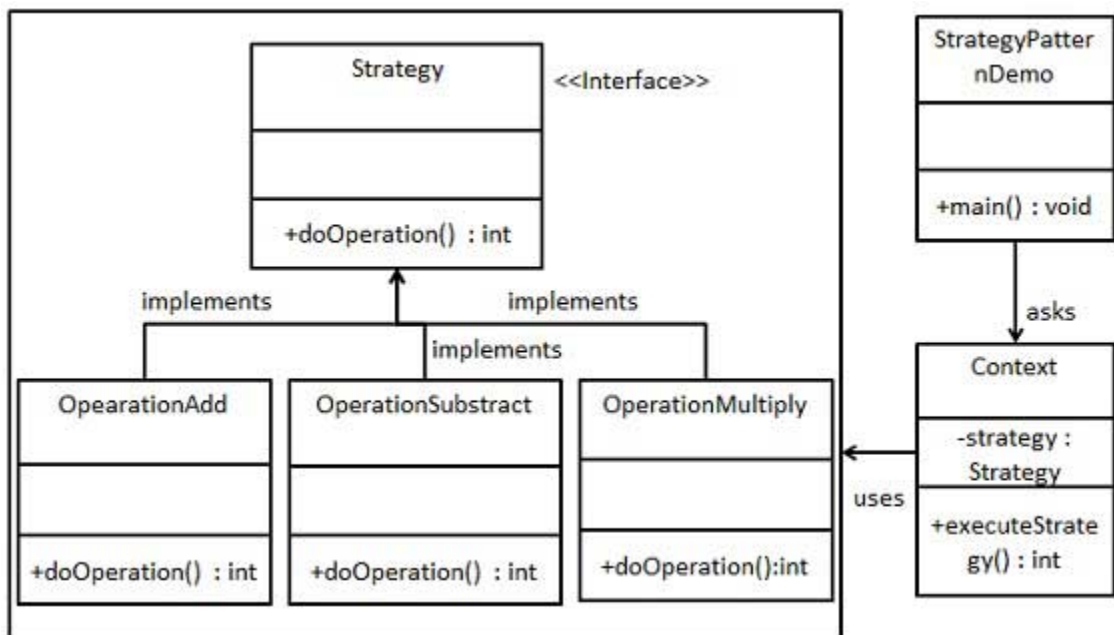 Strategy
<<Interface>>
+doOperation() : int
implements
implements
implements
OpearationAdd
+doOperation() : int
OperationSubstract
+doOperation() : int
OperationMultiply
+doOperation():int
StrategyPatter
nDemo
+main() : void
asks
Context
-strategy :
Strategy
+executeStrate
gy() : int
uses